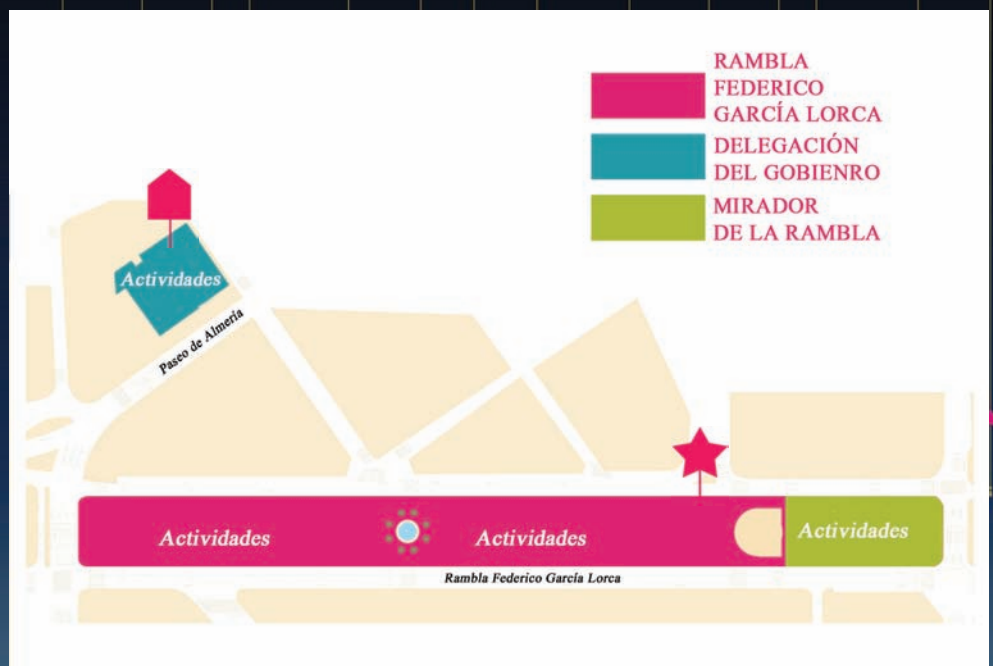 RAMBLA
FEDERICO
GARCÍA LORCA
DELEGACIÓN
DEL GOBIENRO
MIRADOR
DE LA RAMBLA
Actividades
Paseo de Almería
Actividades
Actividades
Actividades
Rambla Federico García Lorca